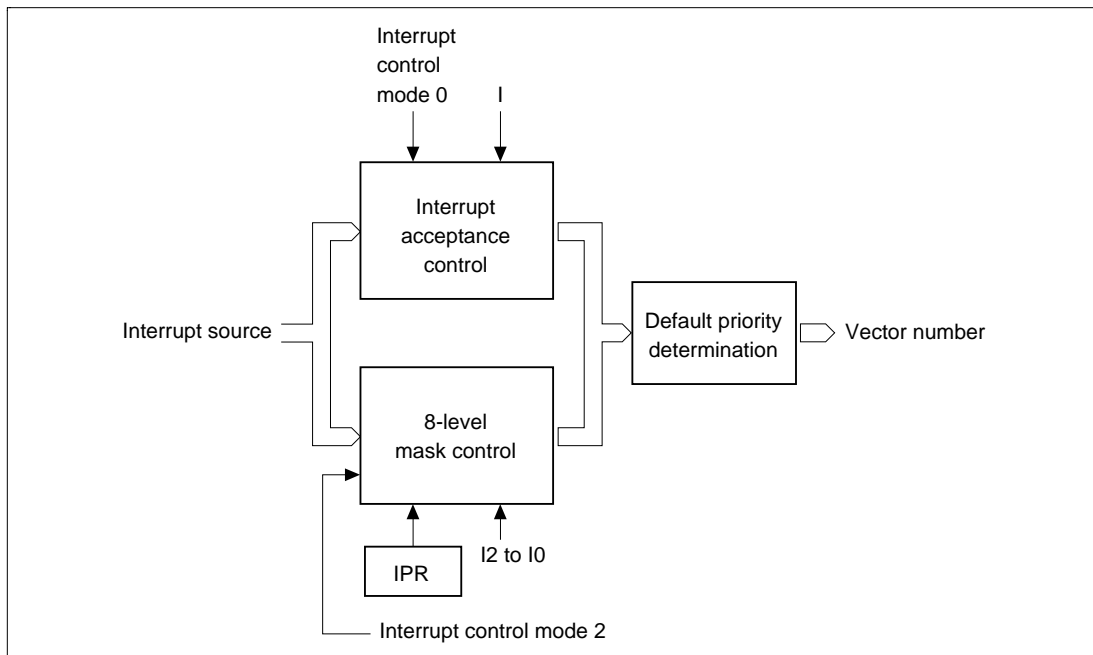 Interrupt
control
mode 0
I
Interrupt
acceptance
control
Interrupt source
Default priority
determination
Vector number
8-level
mask control
I2 to I0
IPR
Interrupt control mode 2